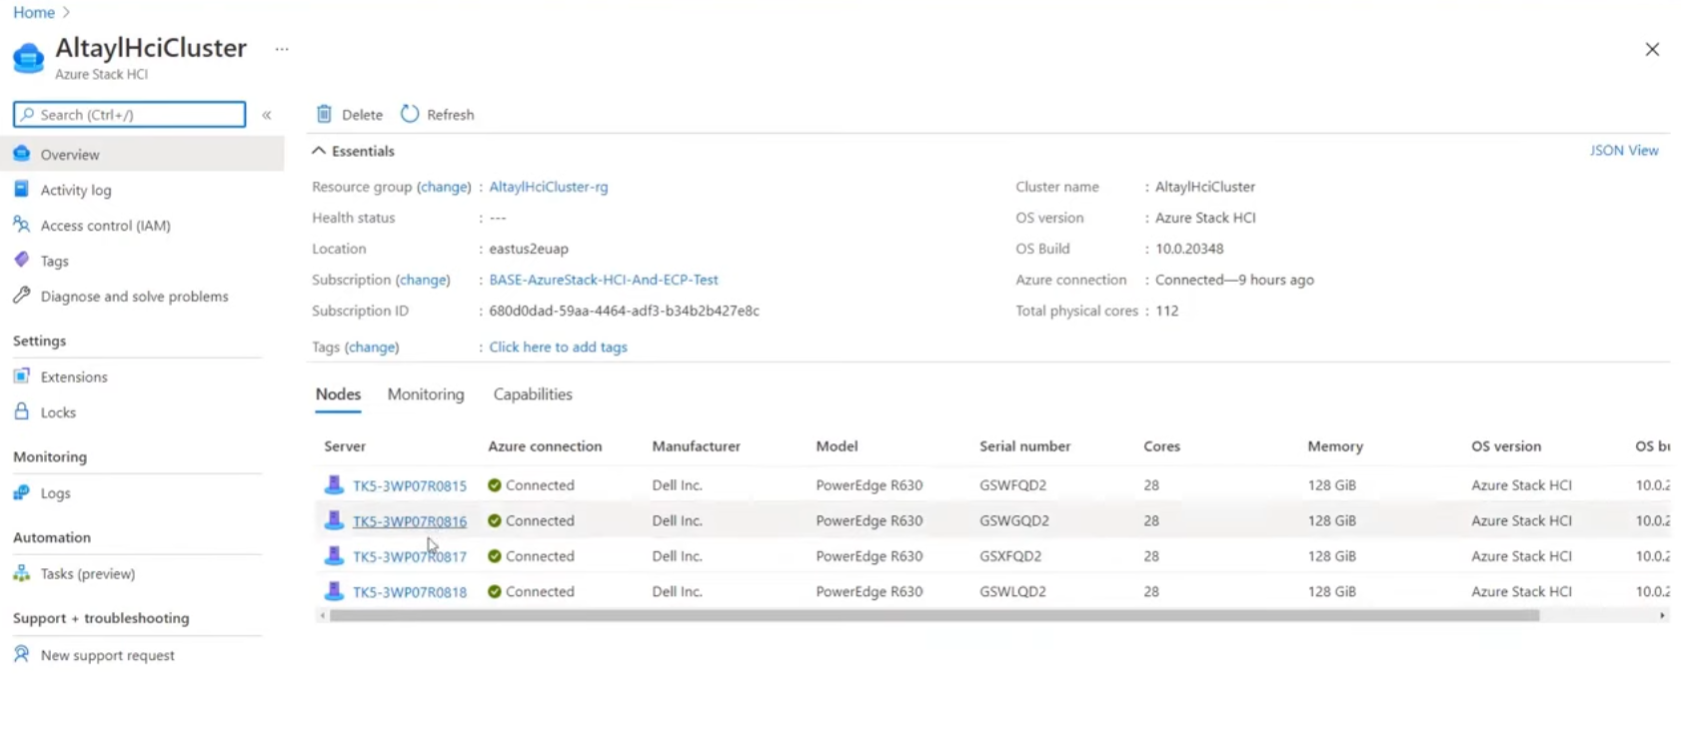 Home >
AltaylHciCluster ...
Azure Stack HCI
Search (Ctrl+/) «
Overview
Activity log
Access control (IAM)
Tags
Diagnose and solve problems
Settings
Extensions
Locks
Monitoring
Logs
Automation
Tasks (preview)
Support + troubleshooting
New support request
Delete Refresh
Essentials JSON View
Resource group (change) : AltaylHciCluster-rg
Health status : ---
Location : eastus2euap
Subscription (change) : BASE-AzureStack-HCI-And-ECP-Test
Subscription ID : 680d0dad-59aa-4464-adf3-b34b2b427e8c
Tags (change) : Click here to add tags
Cluster name : AltaylHciCluster
OS version : Azure Stack HCI
OS Build : 10.0.20348
Azure connection : Connected—9 hours ago
Total physical cores : 112
Nodes Monitoring Capabilities
Server Azure connection Manufacturer Model Serial number Cores Memory OS version OS
TK5-3WP07R0815 Connected Dell Inc. PowerEdge R630 GSWFQD2 28 128 GiB Azure Stack HCI 10.0.2
TK5-3WP07R0816 Connected Dell Inc. PowerEdge R630 GSWGQD2 28 128 GiB Azure Stack HCI 10.0.2
TK5-3WP07R0817 Connected Dell Inc. PowerEdge R630 GSXFQD2 28 128 GiB Azure Stack HCI 10.0.2
TK5-3WP07R0818 Connected Dell Inc. PowerEdge R630 GSWLQD2 28 128 GiB Azure Stack HCI 10.0.2